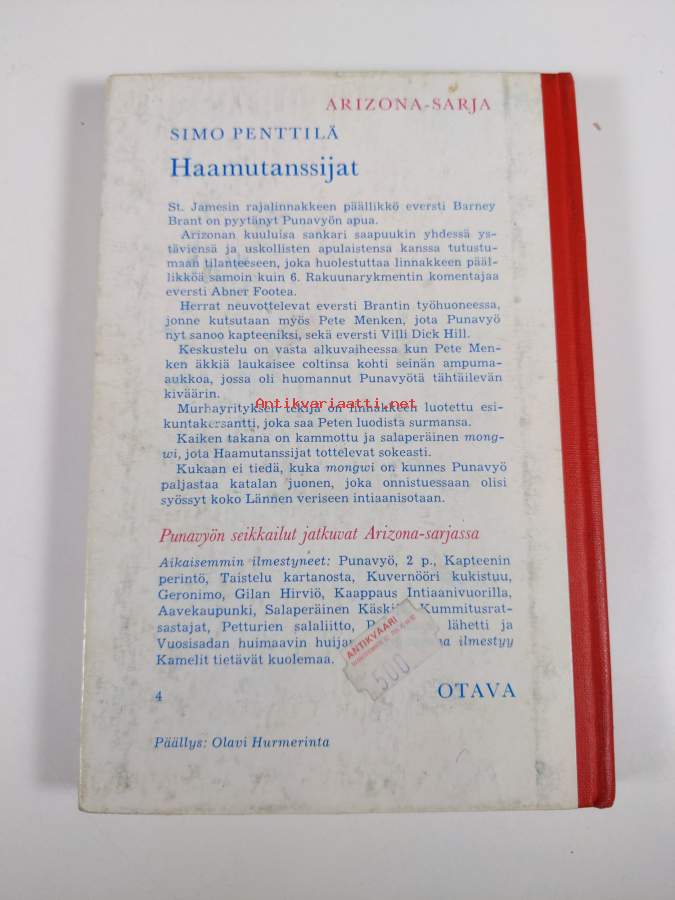 ARIZONA-SARJA
SIMO PENTTILÄ
Haamutanssijat
St. Jamesin rajalinnakkeen päällikkö eversti Barney
Brant on pyytänyt Punavyön apua.
Arizonan kuuluisa sankari saapuukin yhdessä ys-
täviensä ja uskollisten apulaistensa kanssa tutustu-
maan tilanteeseen, joka huolestuttaa linnakkeen pääl-
likköä samoin kuin 6. Rakuunarykmentin komentajaa
eversti Abner Footea.
Herrat neuvottelevat eversti Brantin työhuoneessa,
jonne kutsutaan myös Pete Menken, jota Punavyö
nyt sanoo kapteeniksi, sekä eversti Villi Dick Hill.
Keskustelu on vasta alkuvaiheessa kun Pete Men-
ken äkkiä laukaisee coltinsa kohti seinän ampuma-
aukkoa, jossa oli huomannut Punavyötä tähtäilevän
kiväärin.
Antikvariaatti.net
Murhayrityksen tekijä on linnakkeen luotettu esi-
kuntakersantti, joka saa Peten luodista surmansa.
Kaiken takana on kammottu ja salaperäinen mong-
wi, jota Haamutanssijat tottelevat sokeasti.
Kukaan ei tiedä, kuka mongwi on kunnes Punavyö
paljastaa katalan juonen, joka onnistuessaan olisi
syössyt koko Lännen veriseen intiaanisotaan.
Punavyön seikkailut jatkuvat Arizona-sarjassa
Aikaisemmin ilmestyneet: Punavyö, 2 p., Kapteenin
perintö, Taistelu kartanosta, Kuvernööri kukistuu,
Geronimo, Gilan Hirviö, Kaappaus Intiaanivuorilla,
Aavekaupunki, Salaperäinen Kummitusrat-
sastajat, Petturien salaliitto, lähetti ja
Vuosisadan huimaavin ilmestyy
Kamelit tietävät kuolemaa.
ANTIKVAARI
500
4
OTAVA
Päällys: Olavi Hurmerinta